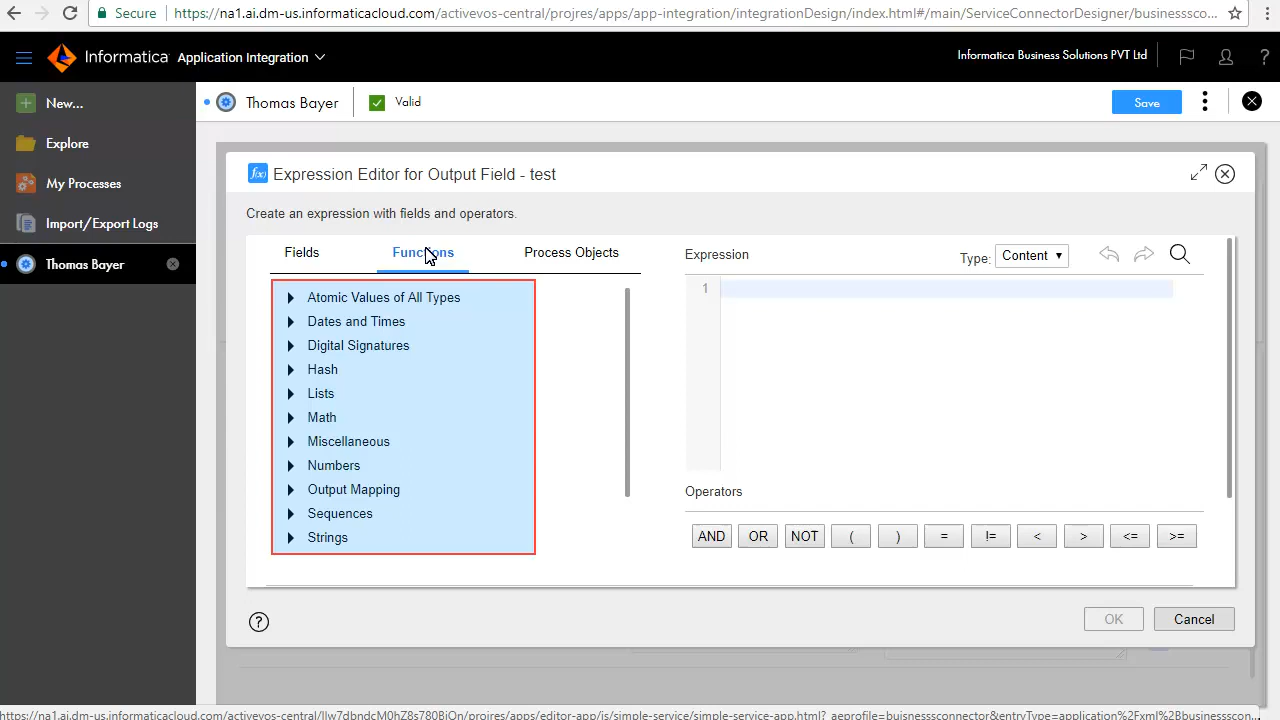 Secure https://na1.ai.dm-us.informaticacloud.com/activevos-central/projres/apps/app-integration/integrationDesign/index.html#/main/ServiceConnectorDesigner/businesssco...
Informatica Application Integration
Informatica Business Solutions PVT Ltd
?
New...
Thomas Bayer
Valid
Save
Explore
My Processes
Import/Export Logs
Thomas Bayer
f(x) Expression Editor for Output Field - test
Create an expression with fields and operators.
Fields Functions Process Objects
Expression
Type: Content
1
Atomic Values of All Types
Dates and Times
Digital Signatures
Hash
Lists
Math
Miscellaneous
Numbers
Output Mapping
Sequences
Strings
Operators
AND OR NOT ( ) = != < > <= >=
?
OK Cancel